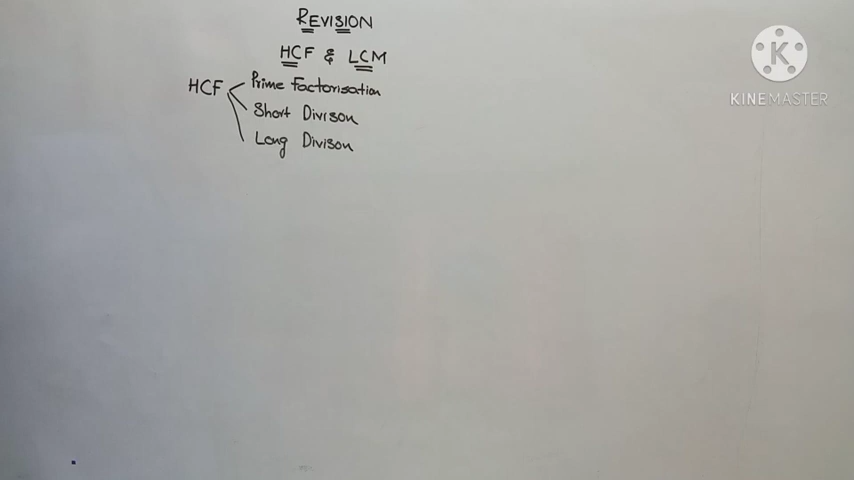 REVISION
HCF & LCM
HCF Prime Factorisation
Short Divison
Long Divison
KINEMASTER